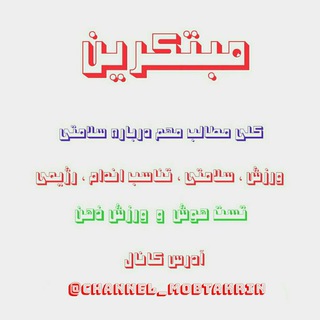 مبتکرین
کلی مطالب مهم درباره سلامتی
ورزش ، سلامتی ، تناسب اندام ، رژیمی
تست هوش و ورزش ذهن
آدرس کانال
@CHANNEL_MOBTAKRIN